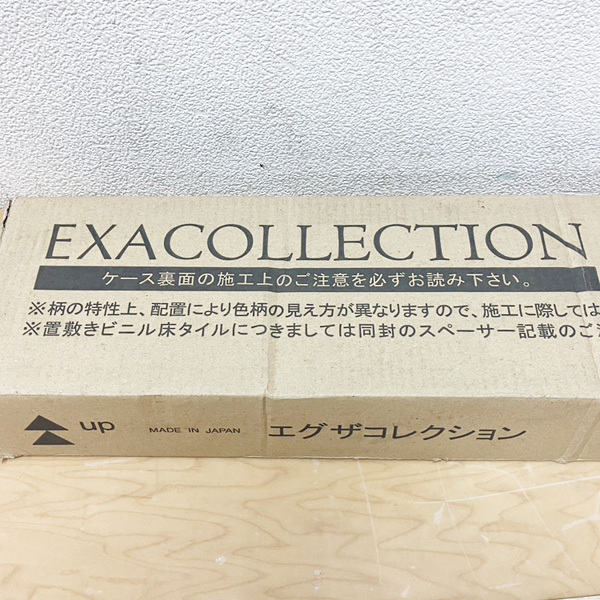 EXACOLLECTION
ケース裏面の施工上のご注意を必ずお読み下さい。
※柄の特性上、配置により色柄の見え方が異なりますので、施工に際しては
※置敷きビニル床タイルにつきましては同封のスペーサー記載のご
up MADE IN JAPAN エグザコレクション